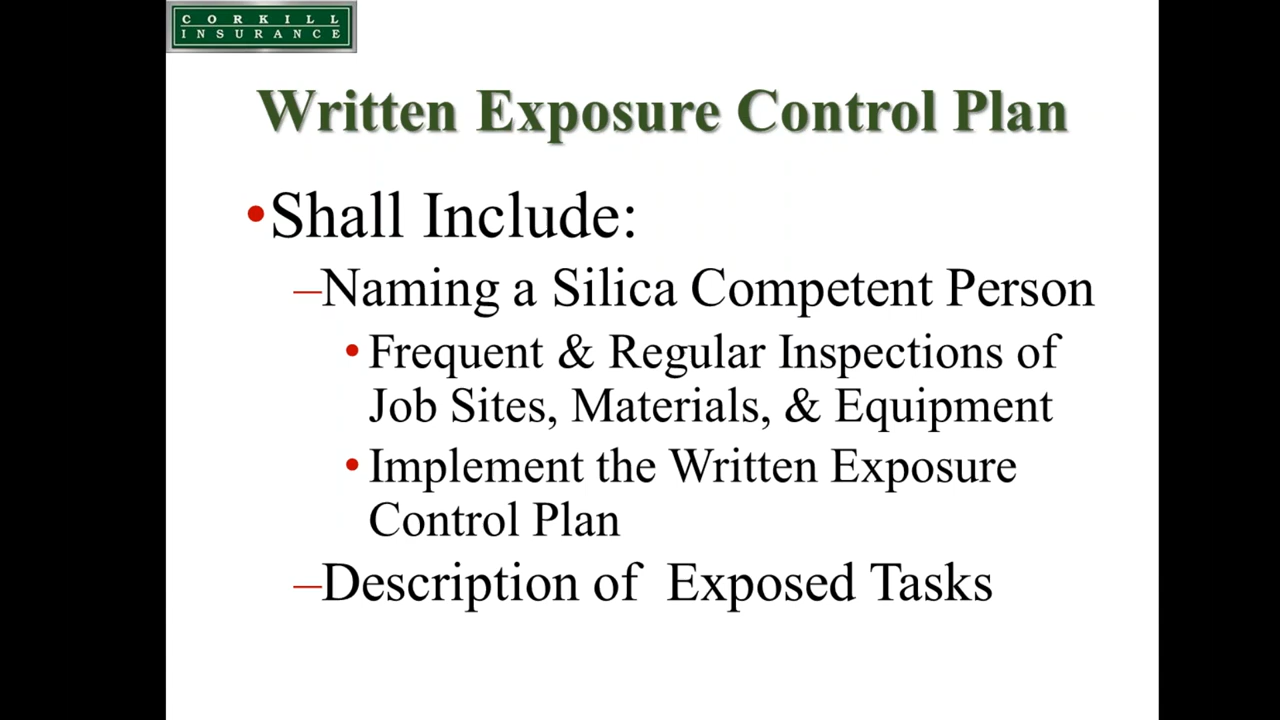 CORKILL
INSURANCE
Written Exposure Control Plan
•Shall Include:
–Naming a Silica Competent Person
•Frequent & Regular Inspections of
Job Sites, Materials, & Equipment
•Implement the Written Exposure
Control Plan
–Description of  Exposed Tasks